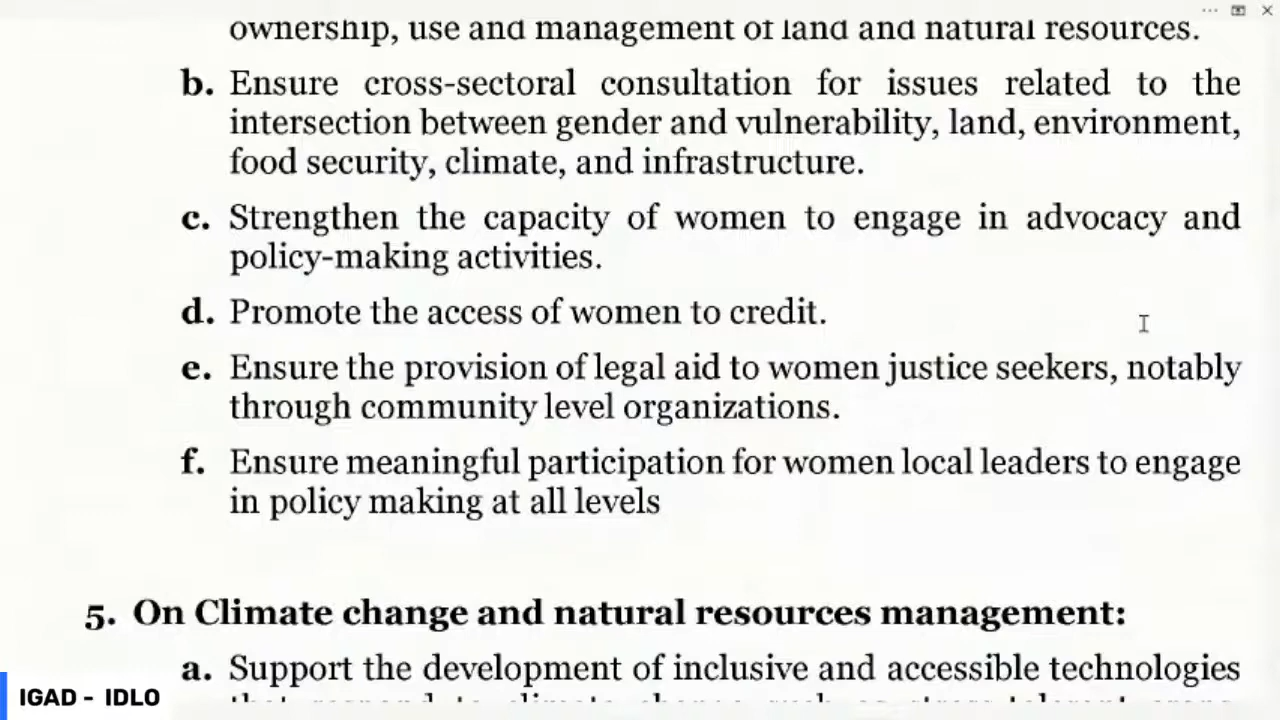 ownership, use and management of land and natural resources.
b. Ensure cross-sectoral consultation for issues related to the
intersection between gender and vulnerability, land, environment,
food security, climate, and infrastructure.
c. Strengthen the capacity of women to engage in advocacy and
policy-making activities.
d. Promote the access of women to credit.
e. Ensure the provision of legal aid to women justice seekers, notably
through community level organizations.
f. Ensure meaningful participation for women local leaders to engage
in policy making at all levels
5. On Climate change and natural resources management:
a. Support the development of inclusive and accessible technologies
IGAD - IDLO